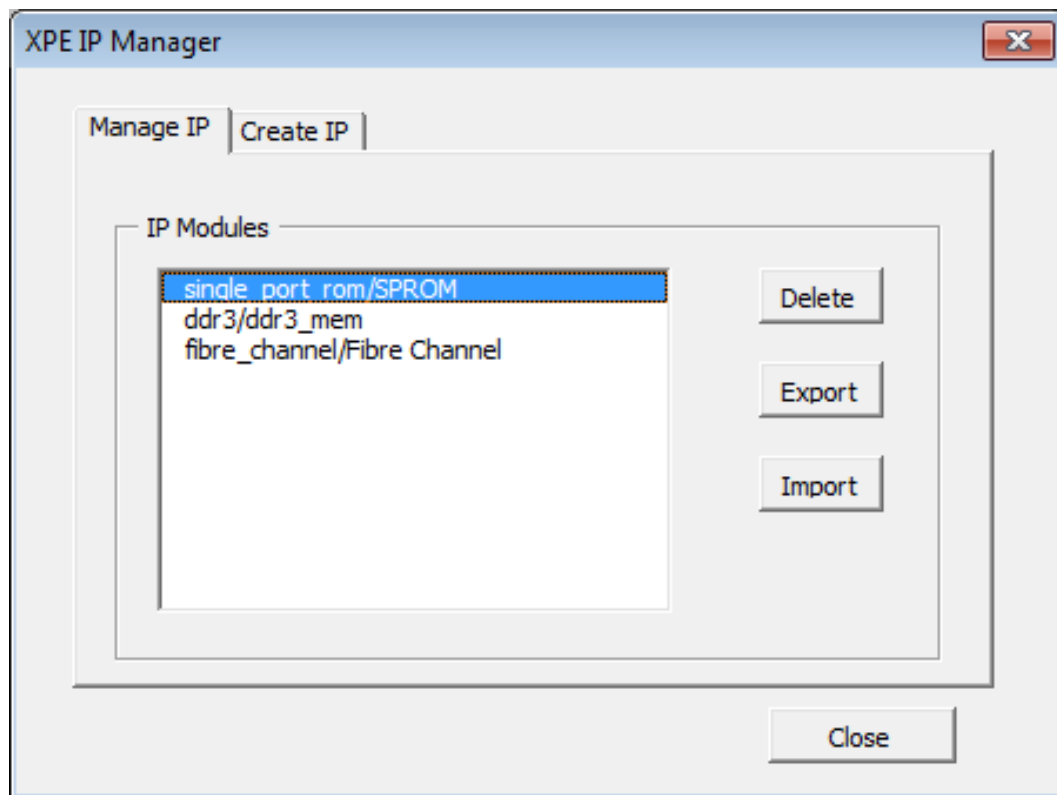 XPE IP Manager
Manage IP
Create IP
IP Modules
single_port_rom/SPROM
ddr3/ddr3_mem
fibre_channel/Fibre Channel
Delete
Export
Import
Close